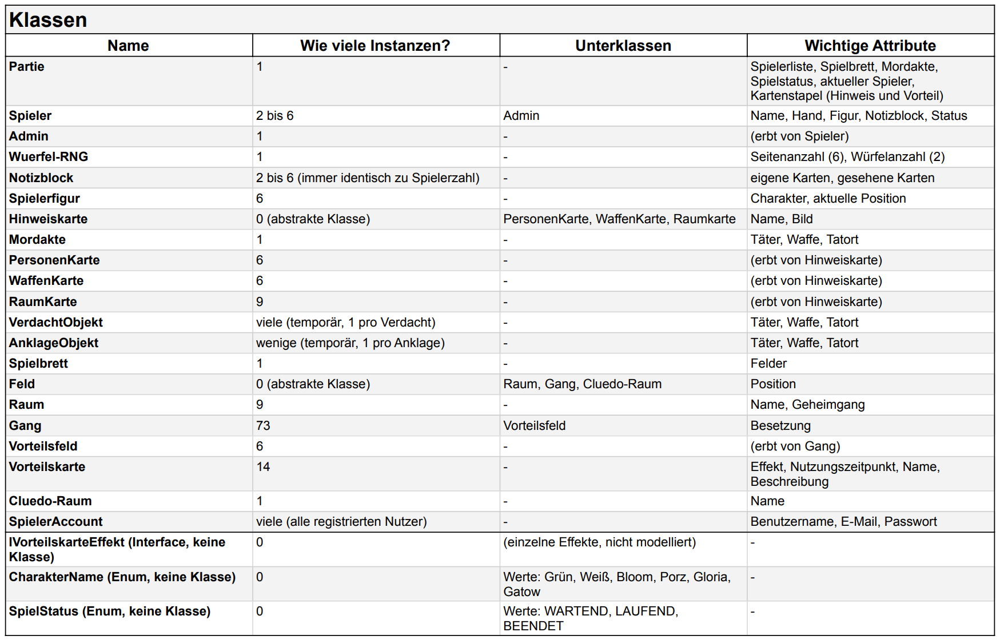 Klassen
Name Wie viele Instanzen? Unterklassen Wichtige Attribute
Partie 1 - Spielerliste, Spielbrett, Mordakte,
Spielstatus, aktueller Spieler,
Kartenstapel (Hinweis und Vorteil)
Spieler 2 bis 6 Admin Name, Hand, Figur, Notizblock, Status
Admin 1 - (erbt von Spieler)
Wuerfel-RNG 1 - Seitenanzahl (6), Würfelanzahl (2)
Notizblock 2 bis 6 (immer identisch zu Spielerzahl) - eigene Karten, gesehene Karten
Spielerfigur 6 - Charakter, aktuelle Position
Hinweiskarte 0 (abstrakte Klasse) PersonenKarte, WaffenKarte, Raumkarte Name, Bild
Mordakte 1 - Täter, Waffe, Tatort
PersonenKarte 6 - (erbt von Hinweiskarte)
WaffenKarte 6 - (erbt von Hinweiskarte)
RaumKarte 9 - (erbt von Hinweiskarte)
VerdachtObjekt viele (temporär, 1 pro Verdacht) - Täter, Waffe, Tatort
AnklageObjekt wenige (temporär, 1 pro Anklage) - Täter, Waffe, Tatort
Spielbrett 1 - Felder
Feld 0 (abstrakte Klasse) Raum, Gang, Cluedo-Raum Position
Raum 9 - Name, Geheimgang
Gang 73 Vorteilsfeld Besetzung
Vorteilsfeld 6 - (erbt von Gang)
Vorteilskarte 14 - Effekt, Nutzungszeitpunkt, Name,
Beschreibung
Cluedo-Raum 1 - Name
SpielerAccount viele (alle registrierten Nutzer) - Benutzername, E-Mail, Passwort
IVorteilskarteEffekt (Interface, keine 0 (einzelne Effekte, nicht modelliert) -
Klasse)
CharakterName (Enum, keine Klasse) 0 Werte: Grün, Weiß, Bloom, Porz, Gloria, -
Gatow
SpielStatus (Enum, keine Klasse) 0 Werte: WARTEND, LAUFEND, -
BEENDET